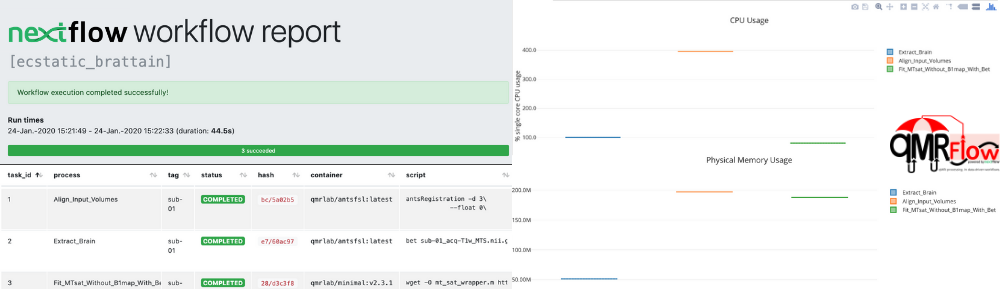 nextflow workflow report
[ecstatic_brattain]
Workflow execution completed successfully!
Run times
24-Jan.-2020 15:21:49 - 24-Jan.-2020 15:22:33 (duration: 44.5s)
3 succeeded
task_id process tag status hash container script
1 Align_Input_Volumes sub-01 COMPLETED bc/5a02b5 qmrlab/antsfsl:latest antsRegistration -d 3\
--float 0\
2 Extract_Brain sub-01 COMPLETED e7/60ac97 qmrlab/antsfsl:latest bet sub-01_acq-T1w_MTS.nii.g
3 Fit_MTsat_Without_B1map_With_Be sub- COMPLETED 28/d3c3f8 qmrlab/minimal:v2.3.1 wget -O mt_sat_wrapper.m htt
CPU Usage
% single core CPU usage
400.0
300.0
200.0
100.0
Extract_Brain
Align_Input_Volumes
Fit_MTsat_Without_B1map_With_Bet
qMRFlow
Physical Memory Usage
200.0M
150.0M
100.0M
50.00M
Extract_Brain
Align_Input_Volumes
Fit_MTsat_Without_B1map_With_Bet